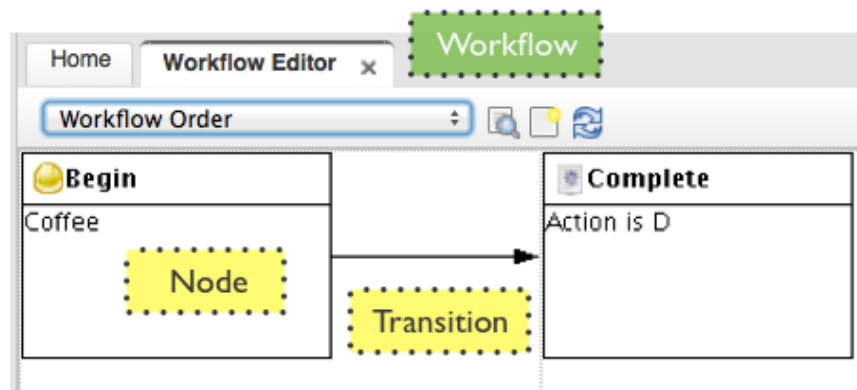 Workflow
Home
Workflow Editor
Workflow Order
Begin
Complete
Coffee
Action is D
Node
Transition